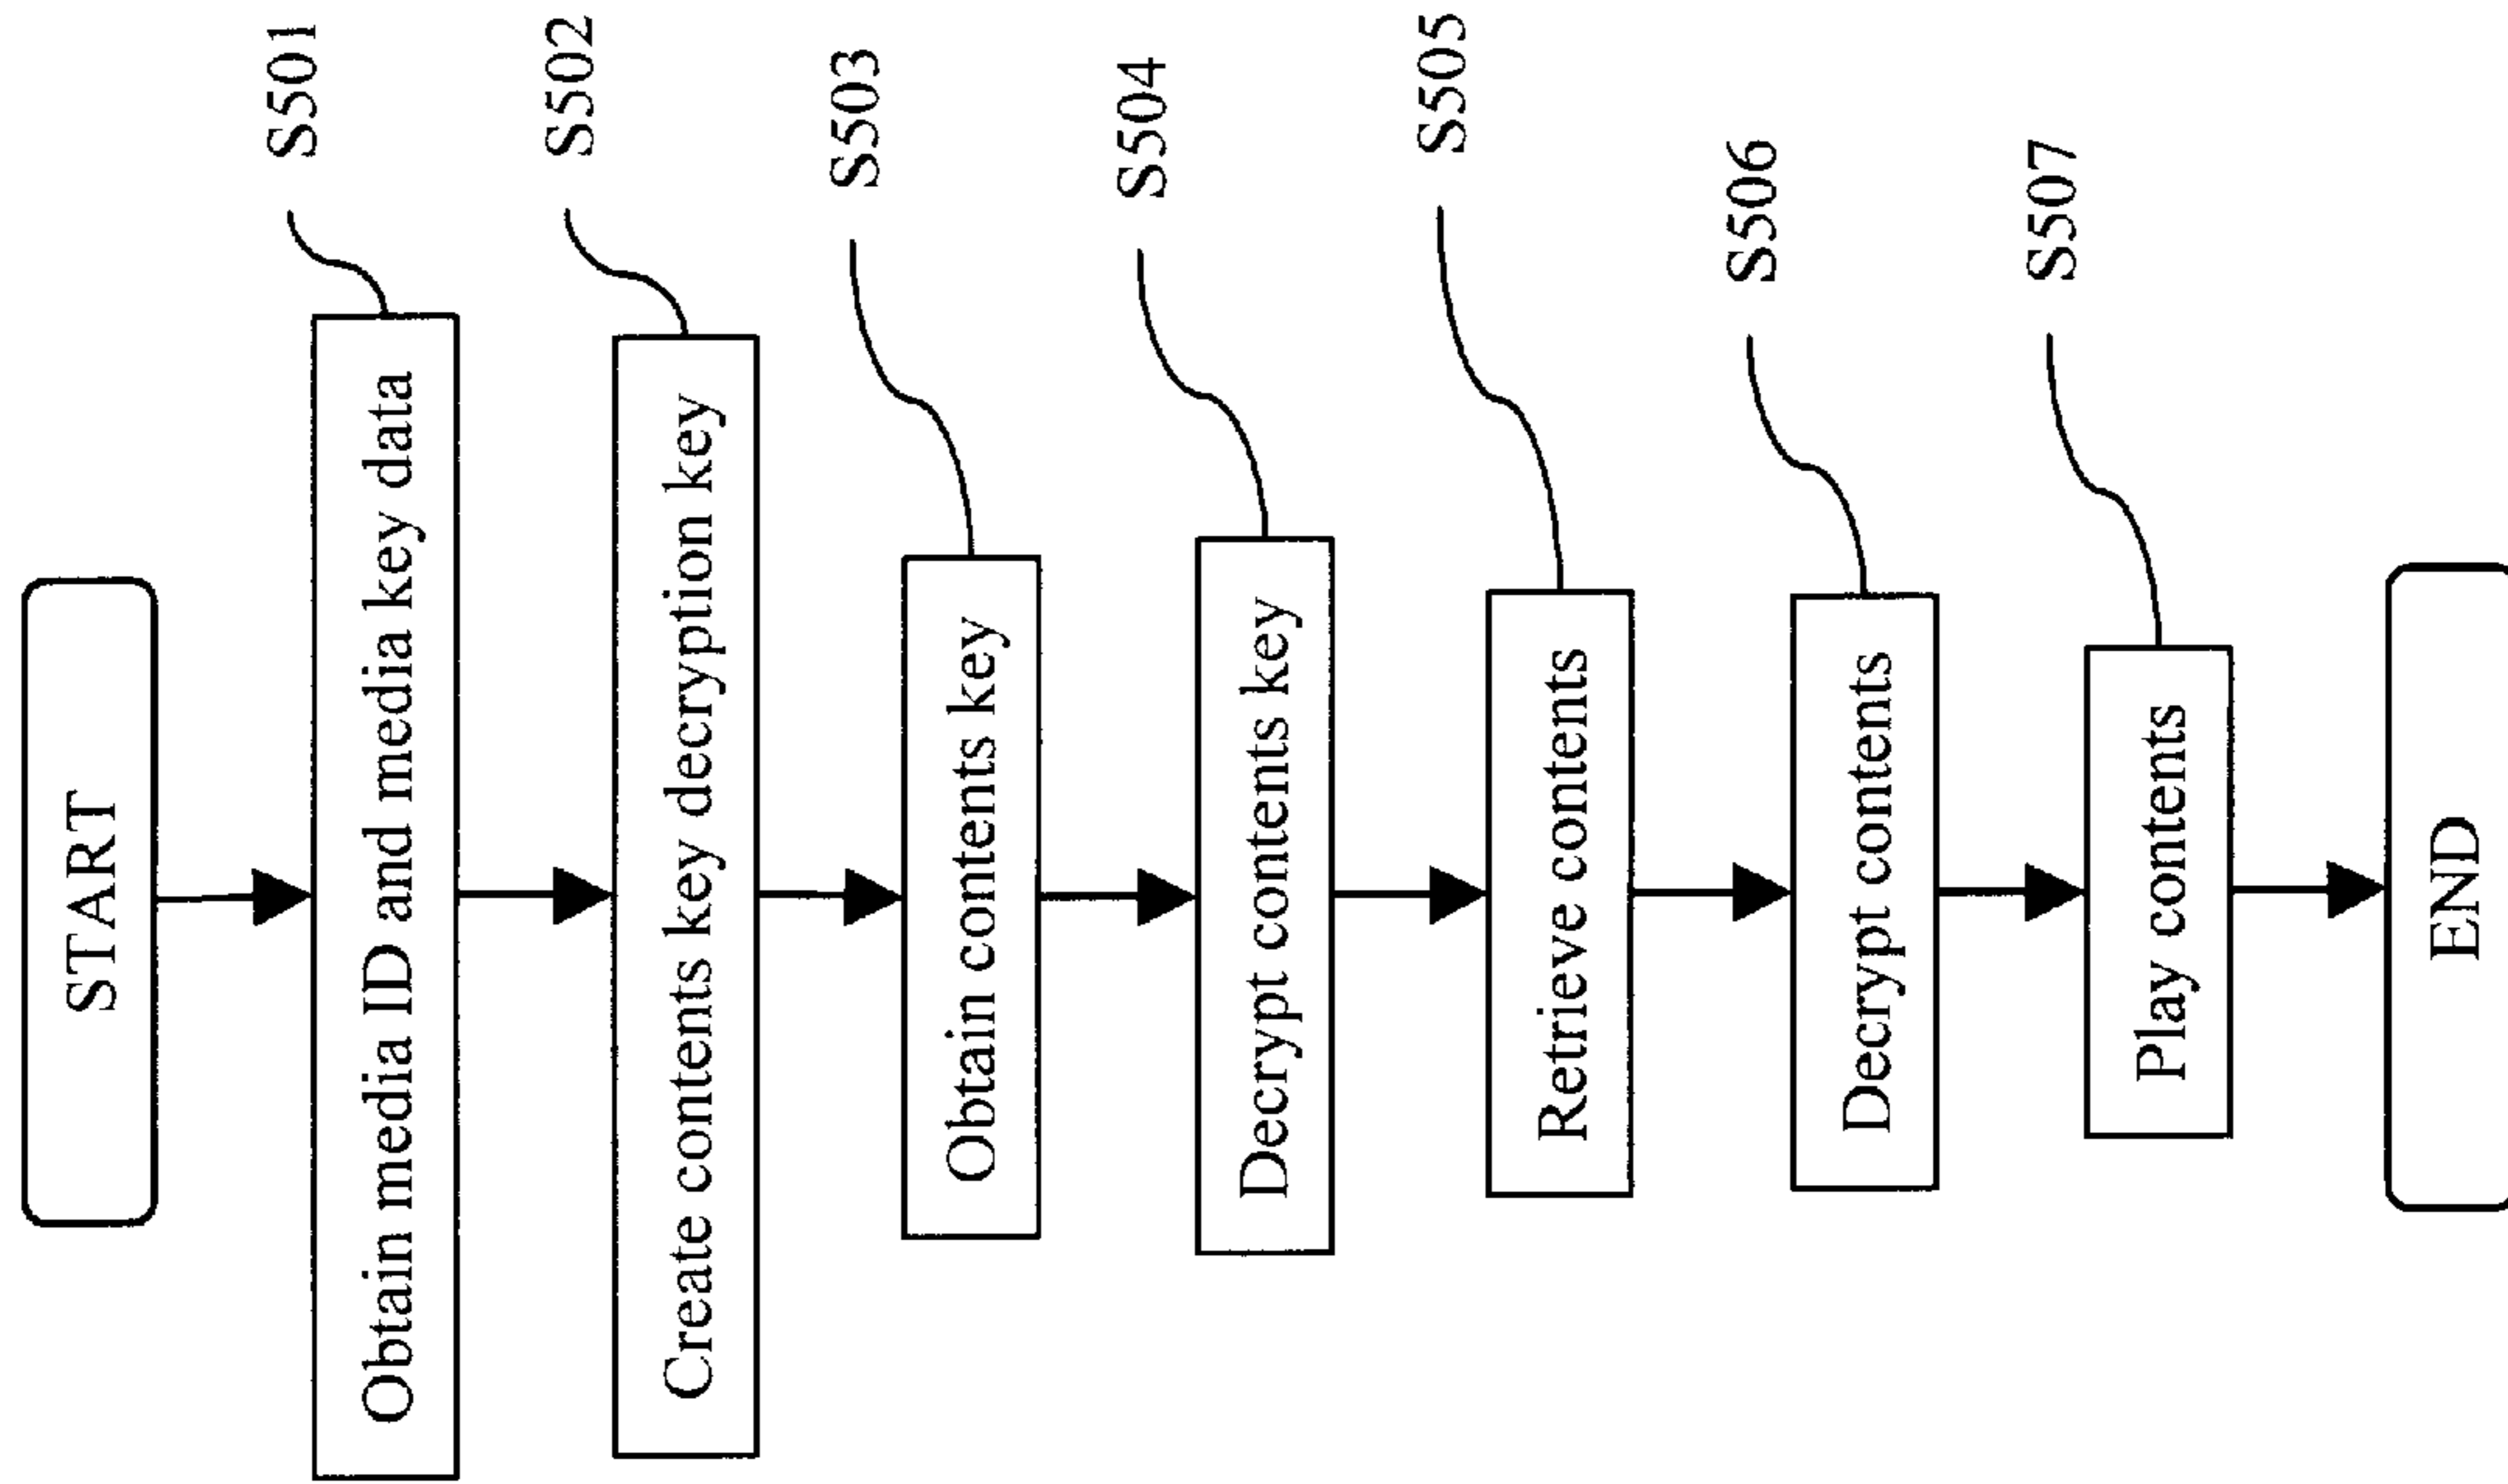 START
Obtain media ID and media key data
S501
Create contents key decryption key
S502
Obtain contents key
S503
Decrypt contents key
S504
Retrieve contents
S505
Decrypt contents
S506
Play contents
S507
END